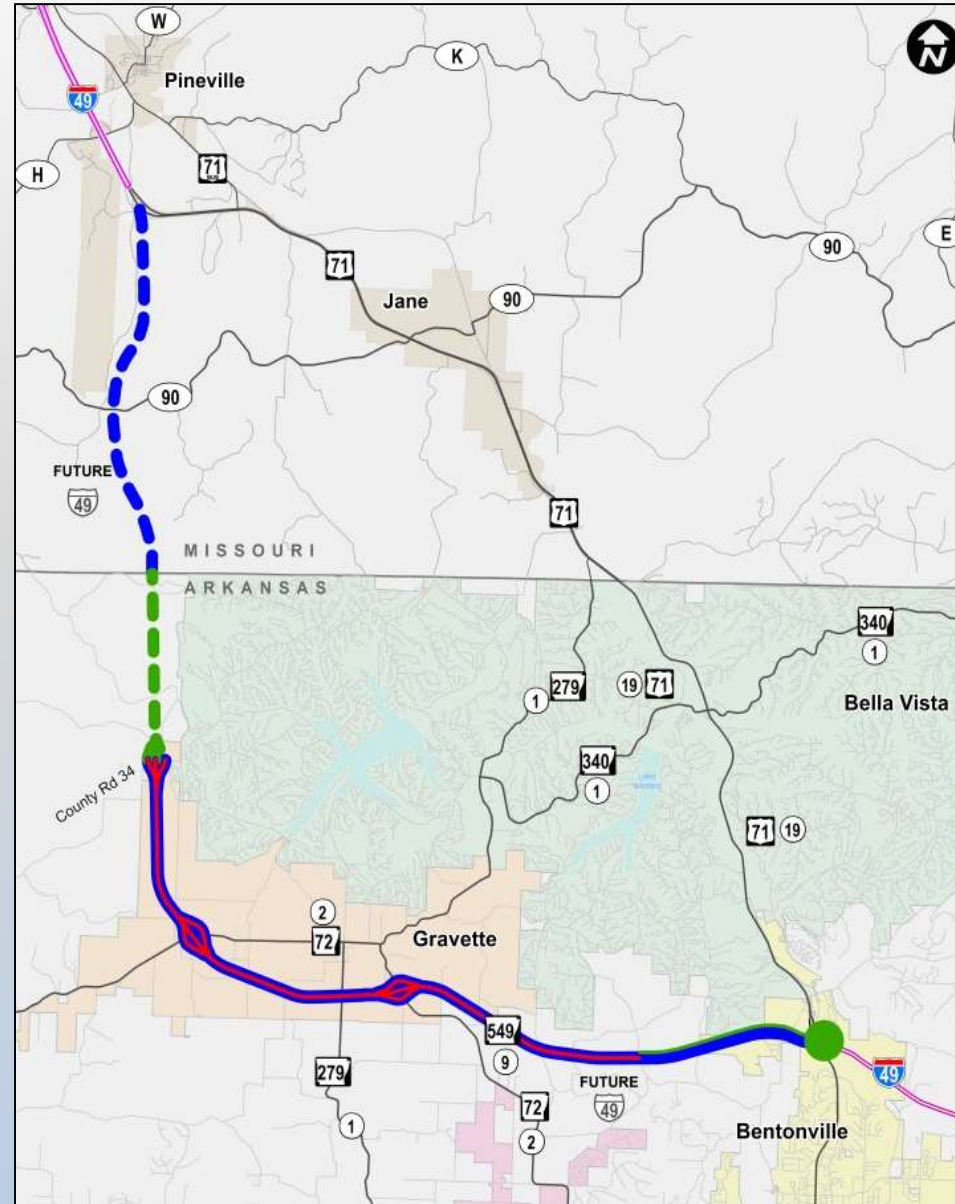 W
N
Pineville
K
49
71
BUS
H
E
90
71
Jane
90
90
FUTURE
49
71
MISSOURI
ARKANSAS
340
1
279
1
19
71
Bella Vista
340
1
County Rd 34
71
19
2
72
Gravette
549
9
279
FUTURE
49
49
72
1
2
Bentonville